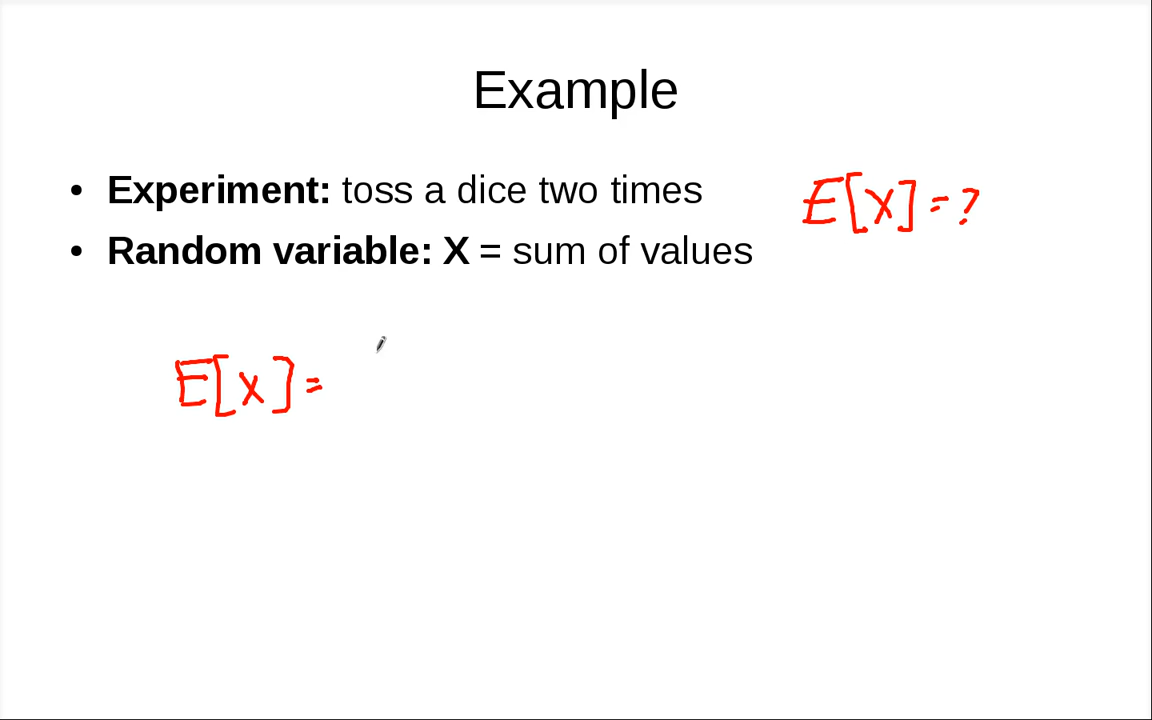 Example
• Experiment: toss a dice two times
E[X]=?
• Random variable: X = sum of values
E[X]=